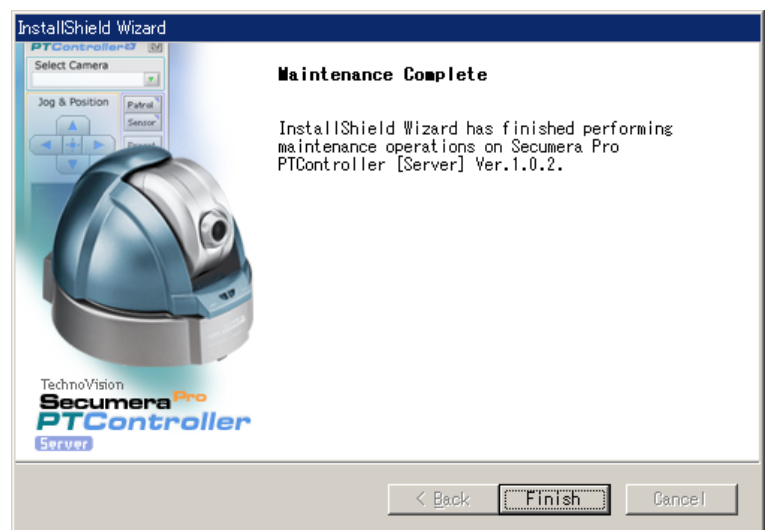 InstallShield Wizard
PTController
Select Camera
Jog & Position
Patrol
Sensor
Maintenance Complete
InstallShield Wizard has finished performing
maintenance operations on Secumera Pro
PTController [Server] Ver.1.0.2.
TechnoVision
Secumera Pro
PTController
Server
< Back
Finish
Cancel